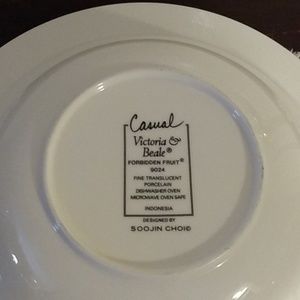 Casual
Victoria &
Beale®
FORBIDDEN FRUIT®
9024
FINE TRANSLUCENT
PORCELAIN
DISHWASHER OVEN
MICROWAVE OVEN SAFE
INDONESIA
DESIGNED BY
SOOJIN CHOI©